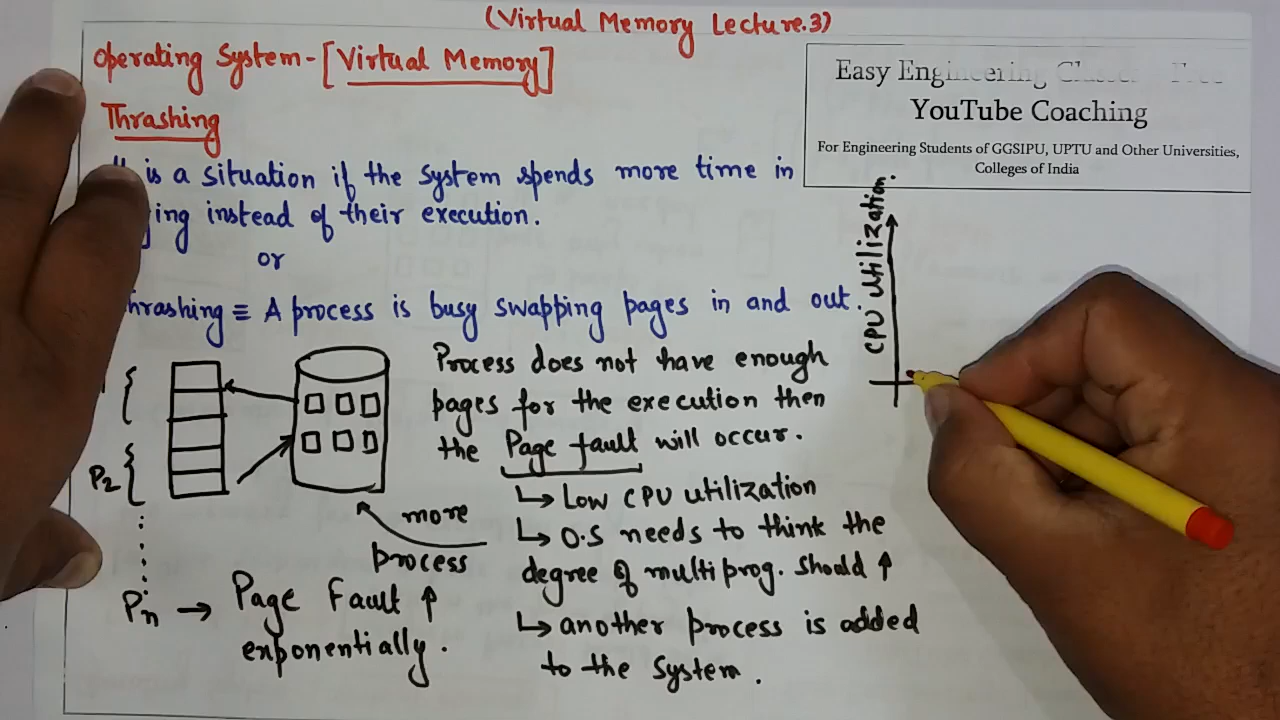 (Virtual Memory Lecture.3)
Operating System-[Virtual Memory]
Easy Engineering Classes – Free
YouTube Coaching
For Engineering Students of GGSIPU, UPTU and Other Universities,
Colleges of India
Thrashing
is a situation if the system spends more time in
instead of their execution.
or
Thrashing ≡ A process is busy swapping pages in and out.
CPU utilization.
Process does not have enough
pages for the execution then
the Page fault will occur.
↳ Low CPU utilization
↳ O.S needs to think the
degree of multiprog. should ↑
↳ another process is added
to the system.
P2
more
process
Pn → Page Fault ↑
exponentially.